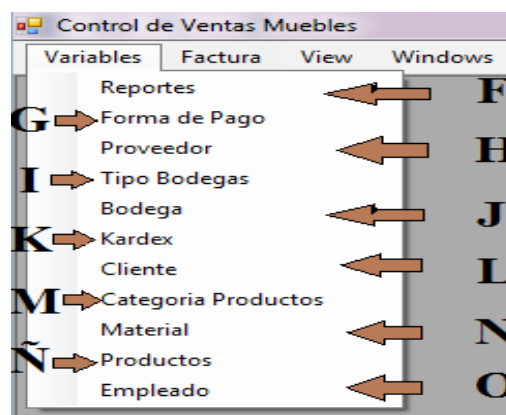 Control de Ventas Muebles
Variables Factura View Windows
Reportes F
G Forma de Pago
Proveedor H
I Tipo Bodegas
Bodega J
K Kardex
Cliente L
M Categoria Productos
Material N
Ñ Productos
Empleado O